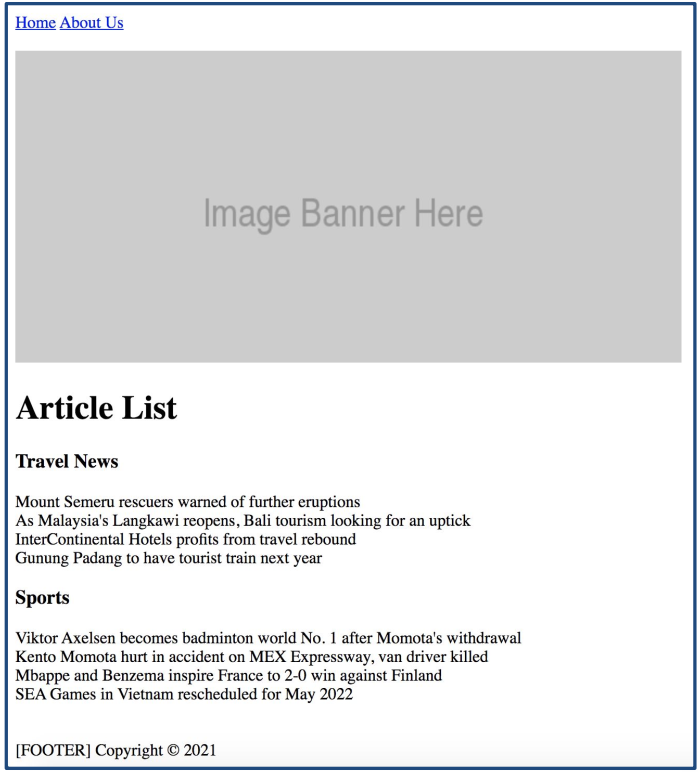 Home About Us
Image Banner Here
Article List
Travel News
Mount Semeru rescuers warned of further eruptions
As Malaysia's Langkawi reopens, Bali tourism looking for an uptick
InterContinental Hotels profits from travel rebound
Gunung Padang to have tourist train next year
Sports
Viktor Axelsen becomes badminton world No. 1 after Momota's withdrawal
Kento Momota hurt in accident on MEX Expressway, van driver killed
Mbappe and Benzema inspire France to 2-0 win against Finland
SEA Games in Vietnam rescheduled for May 2022
[FOOTER] Copyright © 2021